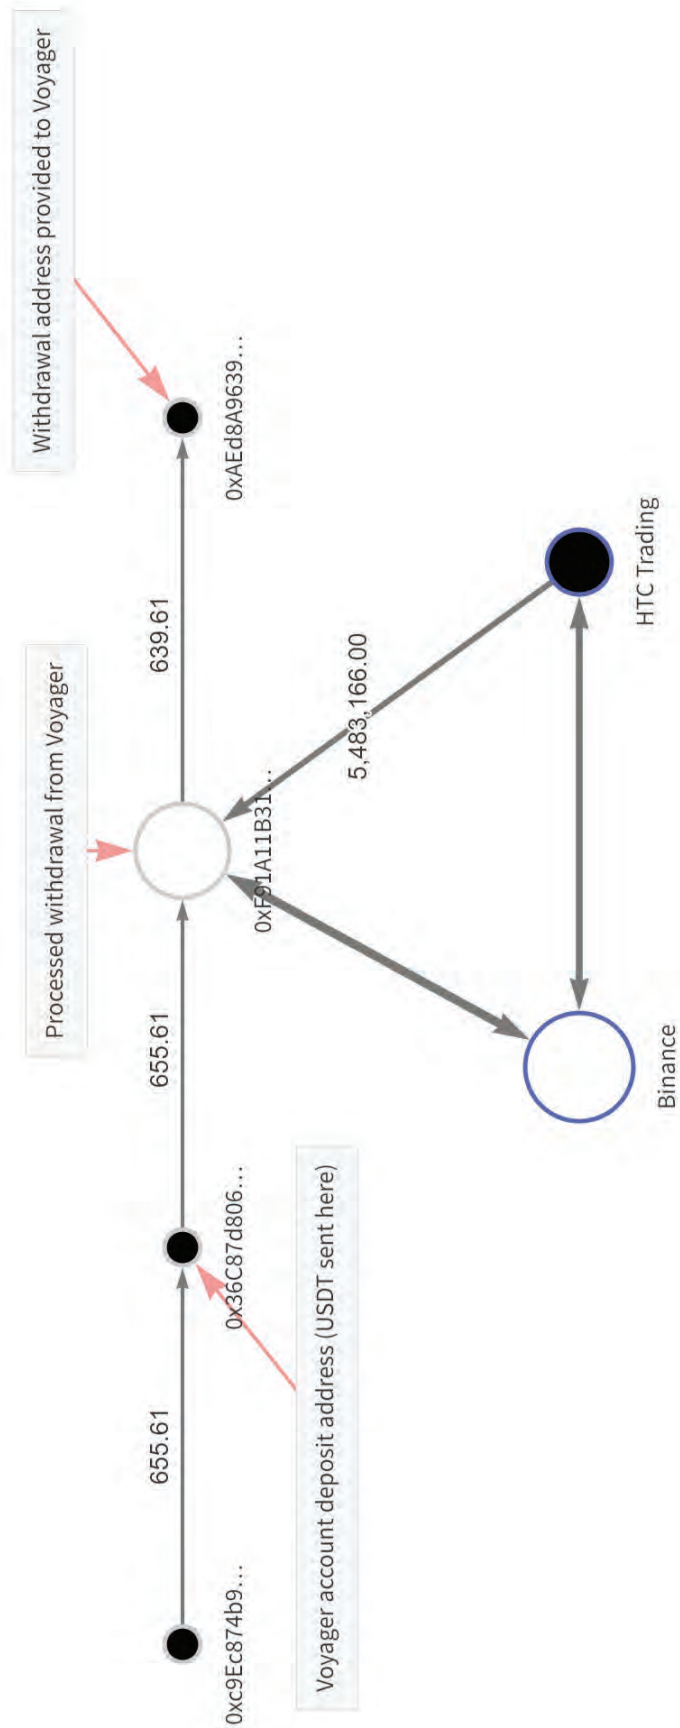 Withdrawal address provided to Voyager
Processed withdrawal from Voyager
655.61
655.61
639.61
0xc9Ec874b9...
0x36C87d806...
0xF91A11B31...
0xAEd8A9639...
Voyager account deposit address (USDT sent here)
5,483,166.00
Binance
HTC Trading